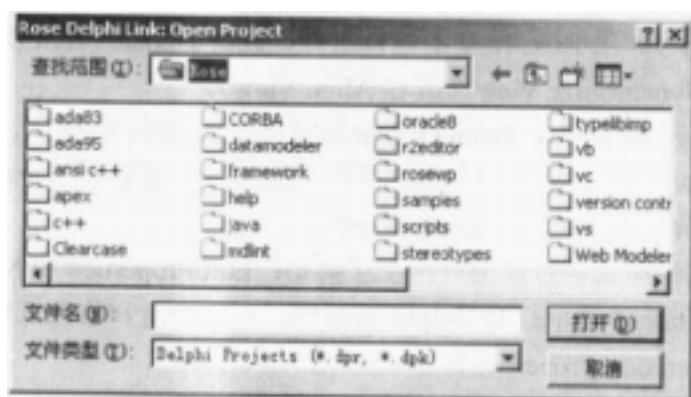 Rose Delphi Link: Open Project
查找范围(I): Rose
ada83 CORBA oracle8 typelibimp
ada95 datamodeler r2editor vb
ansi c++ framework rosewp vc
apex help samples version contr
c++ java scripts vs
Clearcase mdlint stereotypes Web Modeler
文件名(N): 打开(O)
文件类型(T): Delphi Projects (*.dpr, *.dpk) 取消